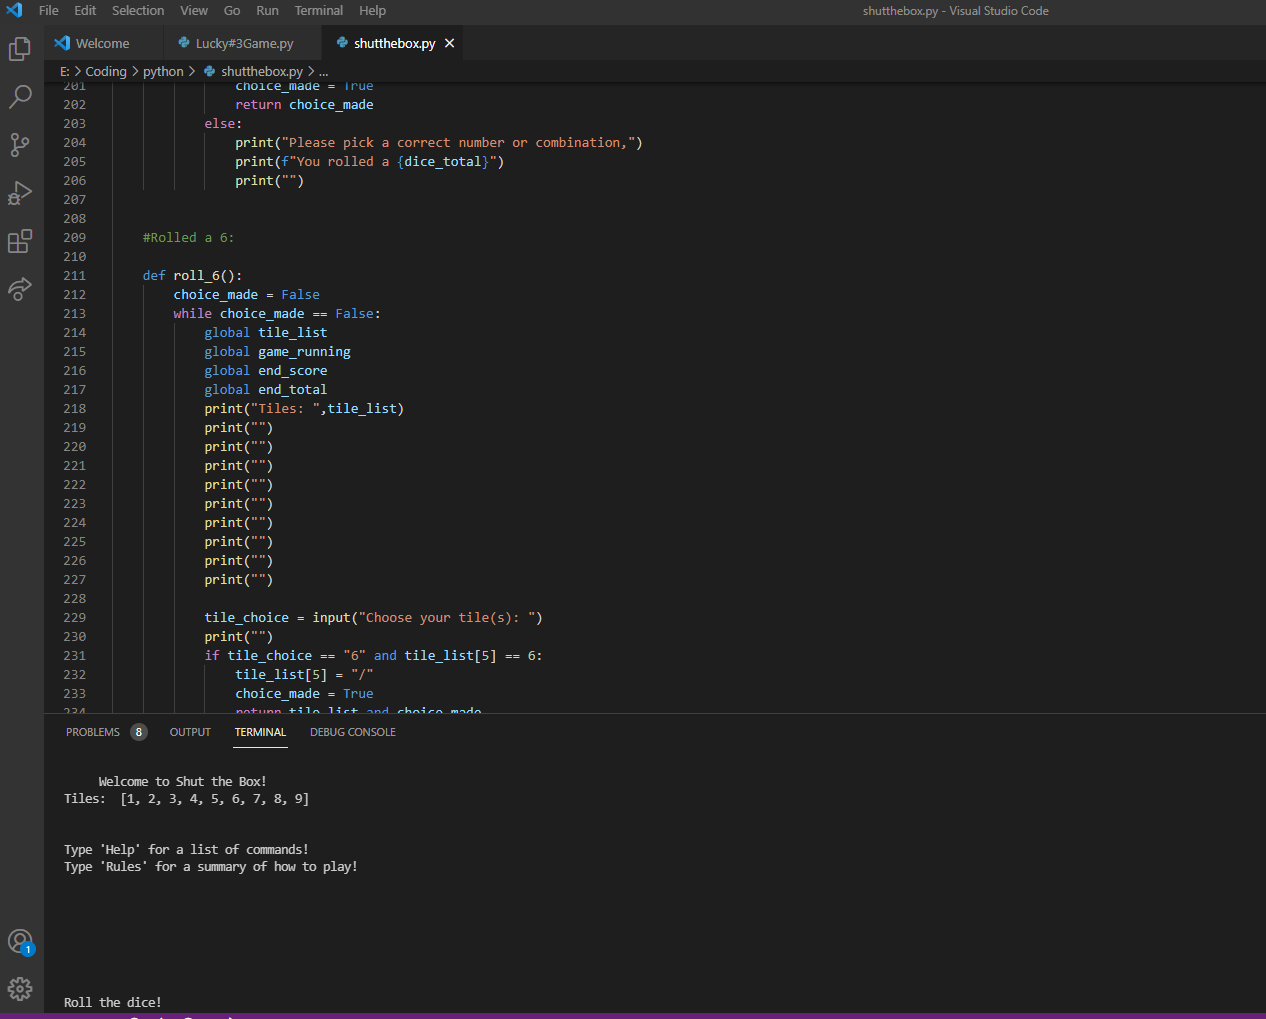 File Edit Selection View Go Run Terminal Help shutthebox.py - Visual Studio Code
Welcome Lucky#3Game.py shutthebox.py
E: > Coding > python > shutthebox.py > ...
201 choice_made = True
202 return choice_made
203 else:
204 print("Please pick a correct number or combination,")
205 print(f"You rolled a {dice_total}")
206 print("")
207
208
209 #Rolled a 6:
210
211 def roll_6():
212 choice_made = False
213 while choice_made == False:
214 global tile_list
215 global game_running
216 global end_score
217 global end_total
218 print("Tiles: ",tile_list)
219 print("")
220 print("")
221 print("")
222 print("")
223 print("")
224 print("")
225 print("")
226 print("")
227 print("")
228
229 tile_choice = input("Choose your tile(s): ")
230 print("")
231 if tile_choice == "6" and tile_list[5] == 6:
232 tile_list[5] = "/"
233 choice_made = True
234 return tile_list and choice_made
PROBLEMS 8 OUTPUT TERMINAL DEBUG CONSOLE
Welcome to Shut the Box!
Tiles: [1, 2, 3, 4, 5, 6, 7, 8, 9]
Type 'Help' for a list of commands!
Type 'Rules' for a summary of how to play!
1
Roll the dice!